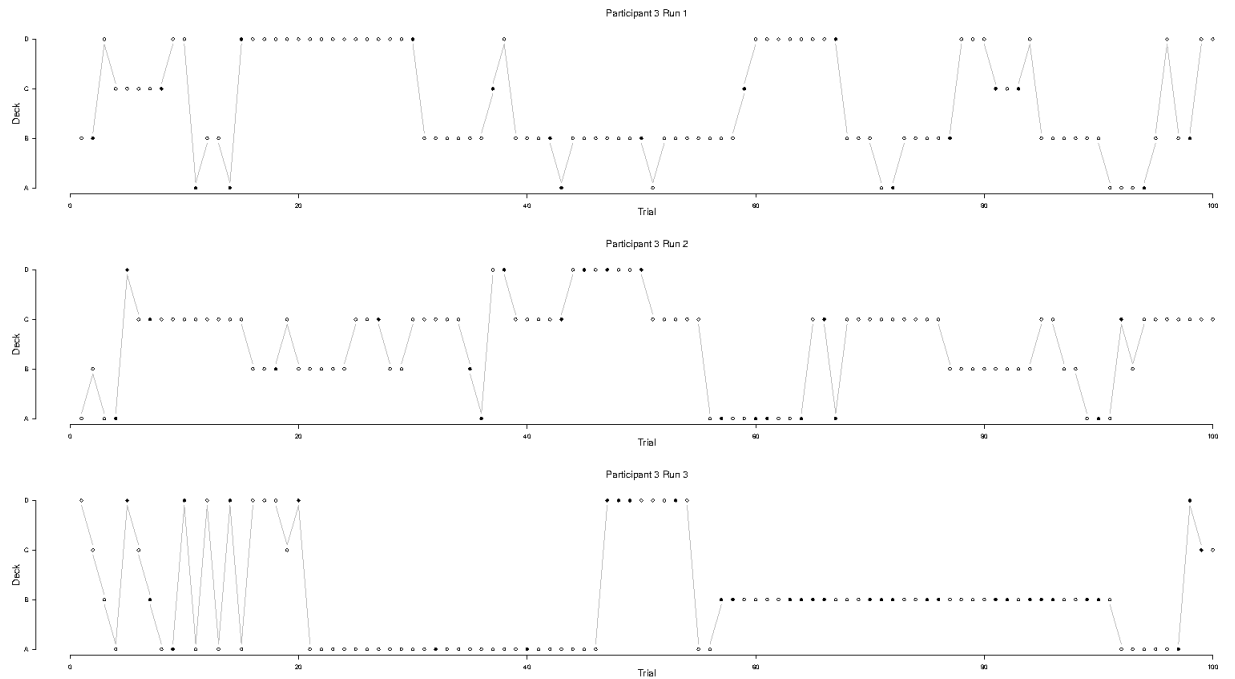 Participant 3 Run 1
D
C
B
A
Deck
0 20 40 60 80 100
Trial
Participant 3 Run 2
D
C
B
A
Deck
0 20 40 60 80 100
Trial
Participant 3 Run 3
D
C
B
A
Deck
0 20 40 60 80 100
Trial